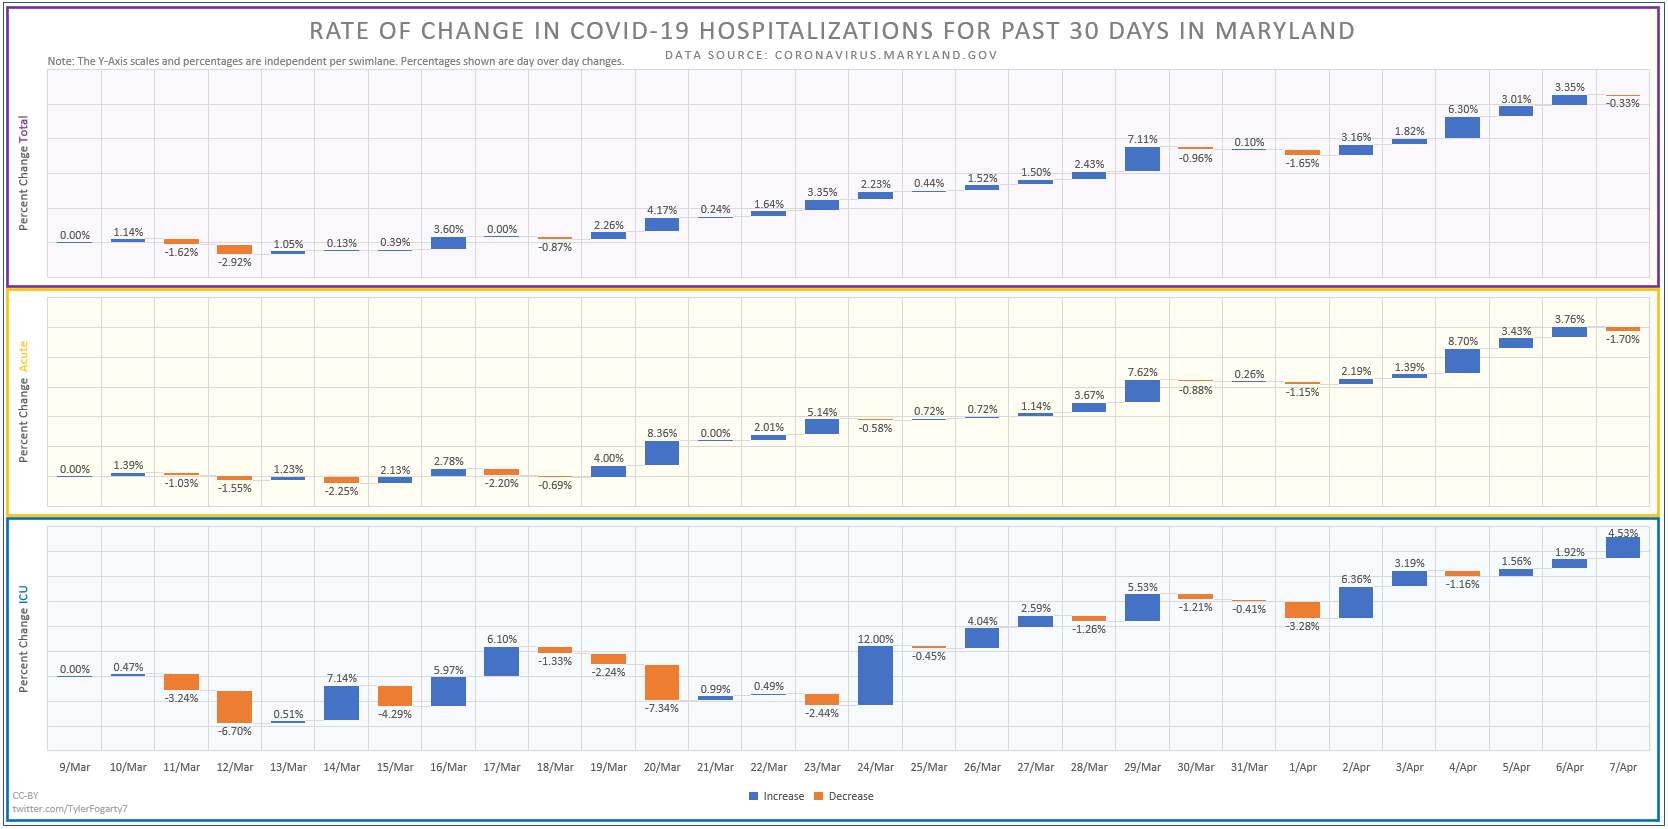 RATE OF CHANGE IN COVID-19 HOSPITALIZATIONS FOR PAST 30 DAYS IN MARYLAND
DATA SOURCE: CORONAVIRUS.MARYLAND.GOV
Note: The Y-Axis scales and percentages are independent per swimlane. Percentages shown are day over day changes.
Percent Change Total
0.00% 1.14% -1.62% -2.92% 1.05% 0.13% 0.39% 3.60% 0.00% -0.87% 2.26% 4.17% 0.24% 1.64% 3.35% 2.23% 0.44% 1.52% 1.50% 2.43% 7.11% -0.96% 0.10% -1.65% 3.16% 1.82% 6.30% 3.01% 3.35% -0.33%
Percent Change Acute
0.00% 1.39% -1.03% -1.55% 1.23% -2.25% 2.13% 2.78% -2.20% -0.69% 4.00% 8.36% 0.00% 2.01% 5.14% -0.58% 0.72% 0.72% 1.14% 3.67% 7.62% -0.88% 0.26% -1.15% 2.19% 1.39% 8.70% 3.43% 3.76% -1.70%
Percent Change ICU
0.00% 0.47% -3.24% -6.70% 0.51% 7.14% -4.29% 5.97% 6.10% -1.33% -2.24% -7.34% 0.99% 0.49% -2.44% 12.00% -0.45% 4.04% 2.59% -1.26% 5.53% -1.21% -0.41% -3.28% 6.36% 3.19% -1.16% 1.56% 1.92% 4.53%
9/Mar 10/Mar 11/Mar 12/Mar 13/Mar 14/Mar 15/Mar 16/Mar 17/Mar 18/Mar 19/Mar 20/Mar 21/Mar 22/Mar 23/Mar 24/Mar 25/Mar 26/Mar 27/Mar 28/Mar 29/Mar 30/Mar 31/Mar 1/Apr 2/Apr 3/Apr 4/Apr 5/Apr 6/Apr 7/Apr
Increase Decrease
CC-BY
twitter.com/TylerFogarty7